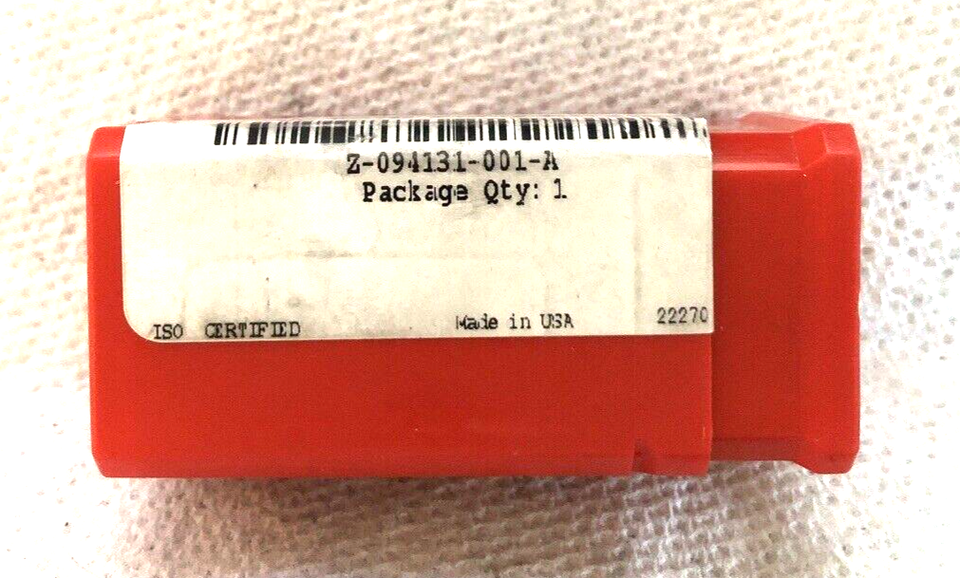 Z-094131-001-A
Package Qty: 1
ISO CERTIFIED Made in USA 22270